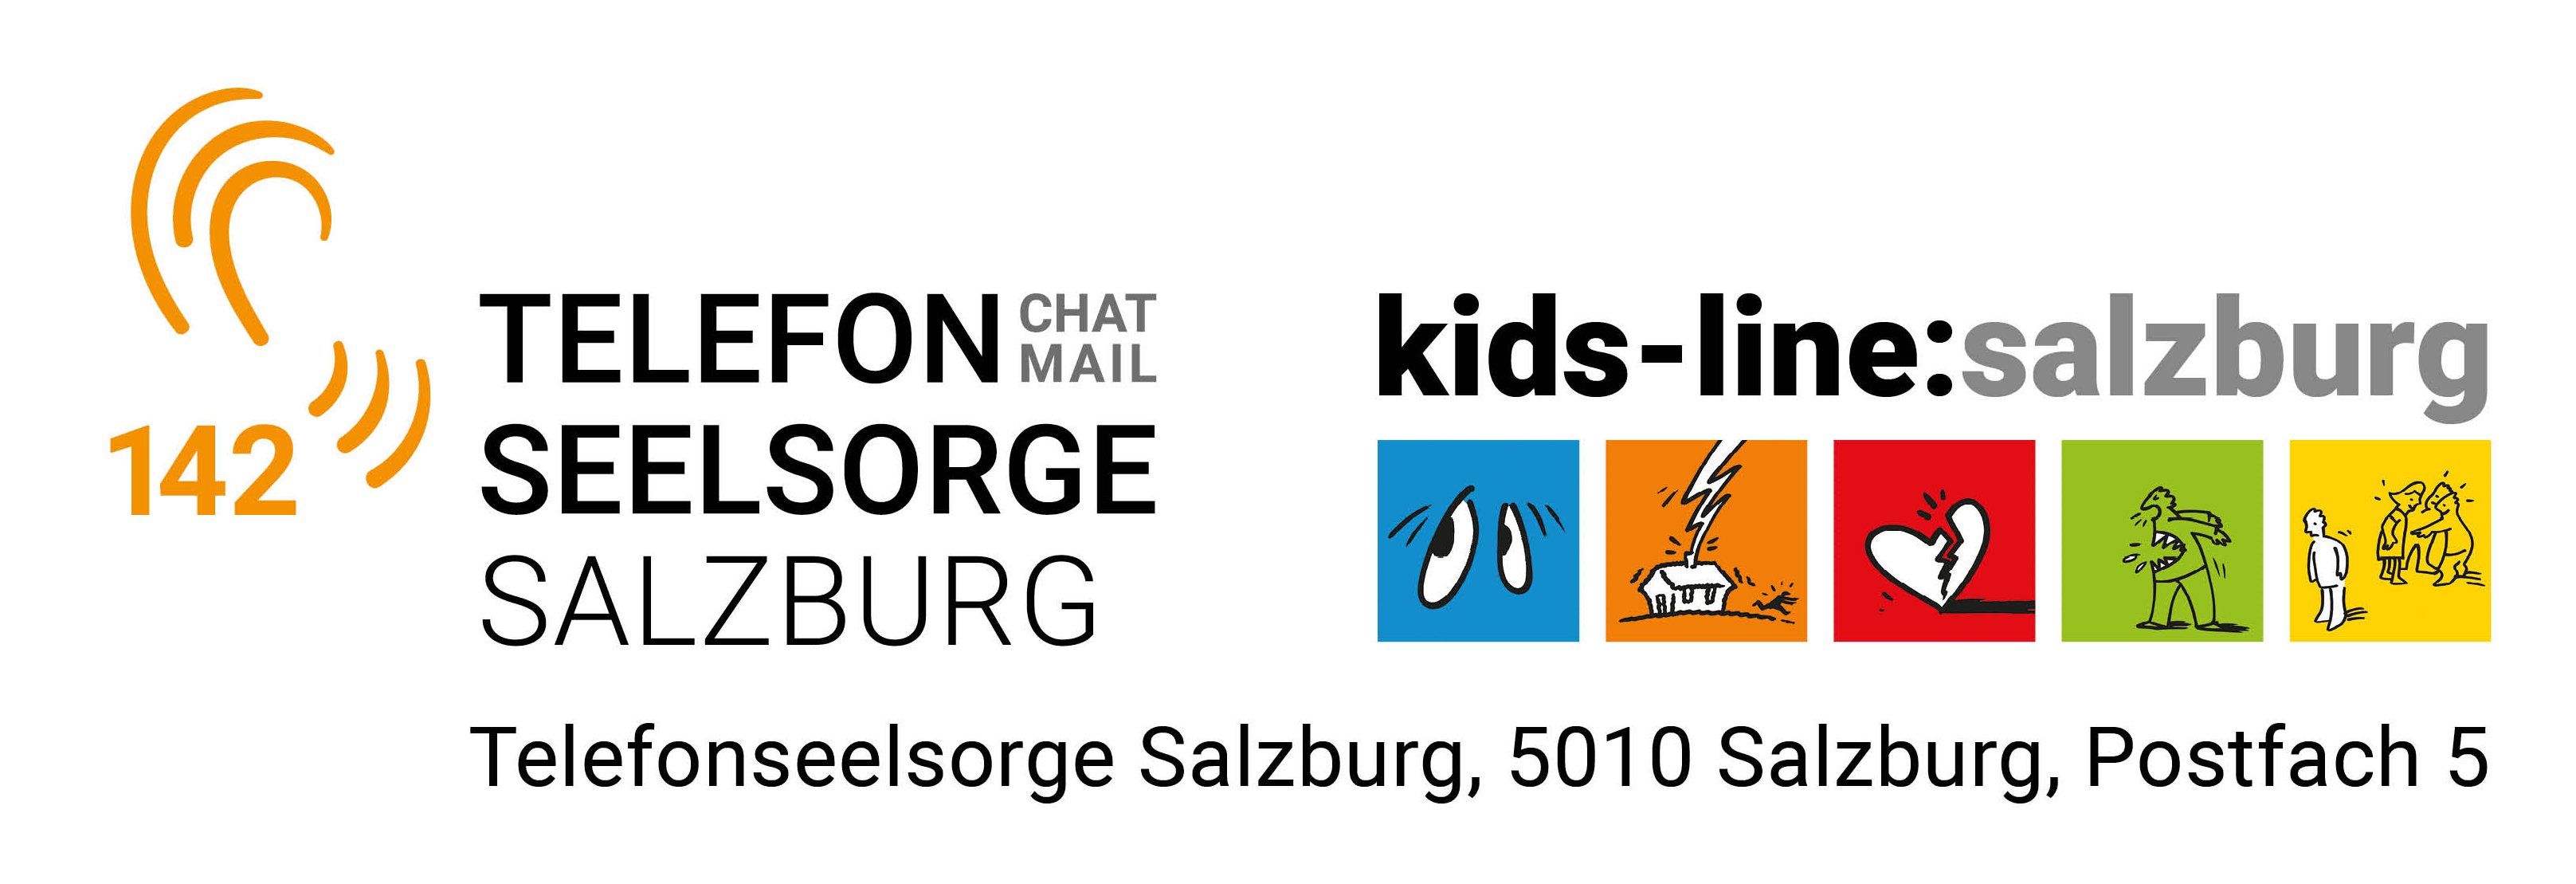 142
TELEFON
CHAT
MAIL
SEELSORGE
SALZBURG
kids-line:salzburg
Telefonseelsorge Salzburg, 5010 Salzburg, Postfach 5